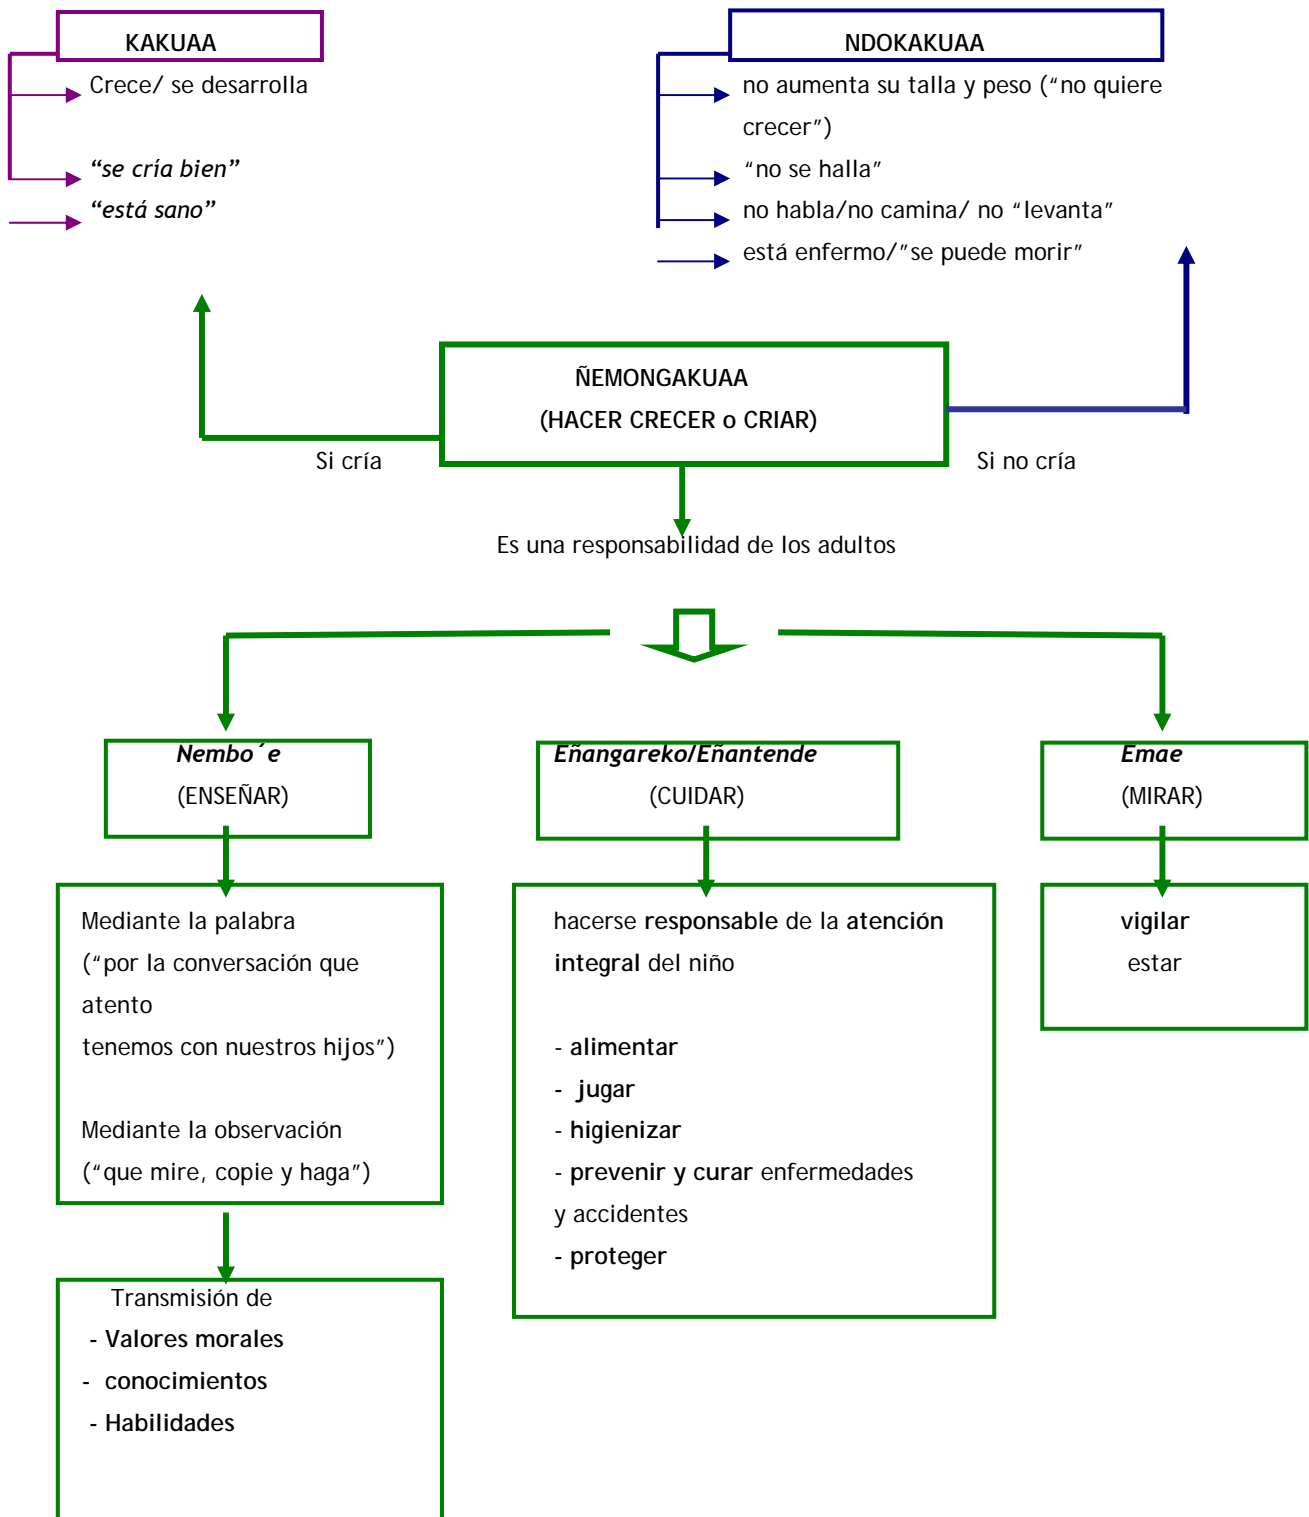 KAKUAA
Crece/ se desarrolla
“se cría bien”
“está sano”
NDOKAKUAA
no aumenta su talla y peso (“no quiere
crecer”)
“no se halla”
no habla/no camina/ no “levanta”
está enfermo/”se puede morir”
ÑEMONGAKUAA
(HACER CRECER o CRIAR)
Si cría
Si no cría
Es una responsabilidad de los adultos
Nembo´e
(ENSEÑAR)
Eñangareko/Eñantende
(CUIDAR)
Emae
(MIRAR)
Mediante la palabra
(“por la conversación que
atento
tenemos con nuestros hijos”)
Mediante la observación
(“que mire, copie y haga”)
hacerse responsable de la atención
integral del niño
- alimentar
- jugar
- higienizar
- prevenir y curar enfermedades
y accidentes
- proteger
vigilar
estar
Transmisión de
- Valores morales
- conocimientos
- Habilidades